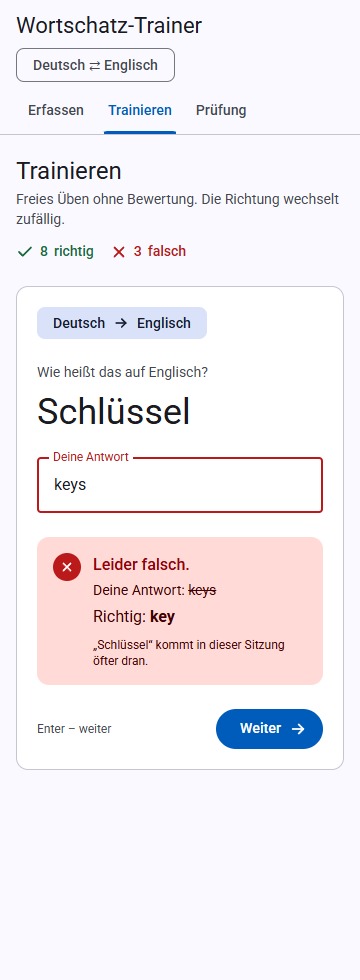 Wortschatz-Trainer
Deutsch ⇄ Englisch
Erfassen Trainieren Prüfung
Trainieren
Freies Üben ohne Bewertung. Die Richtung wechselt
zufällig.
8 richtig 3 falsch
Deutsch → Englisch
Wie heißt das auf Englisch?
Schlüssel
Deine Antwort
keys
Leider falsch.
Deine Antwort: keys
Richtig: key
„Schlüssel“ kommt in dieser Sitzung
öfter dran.
Enter – weiter
Weiter →